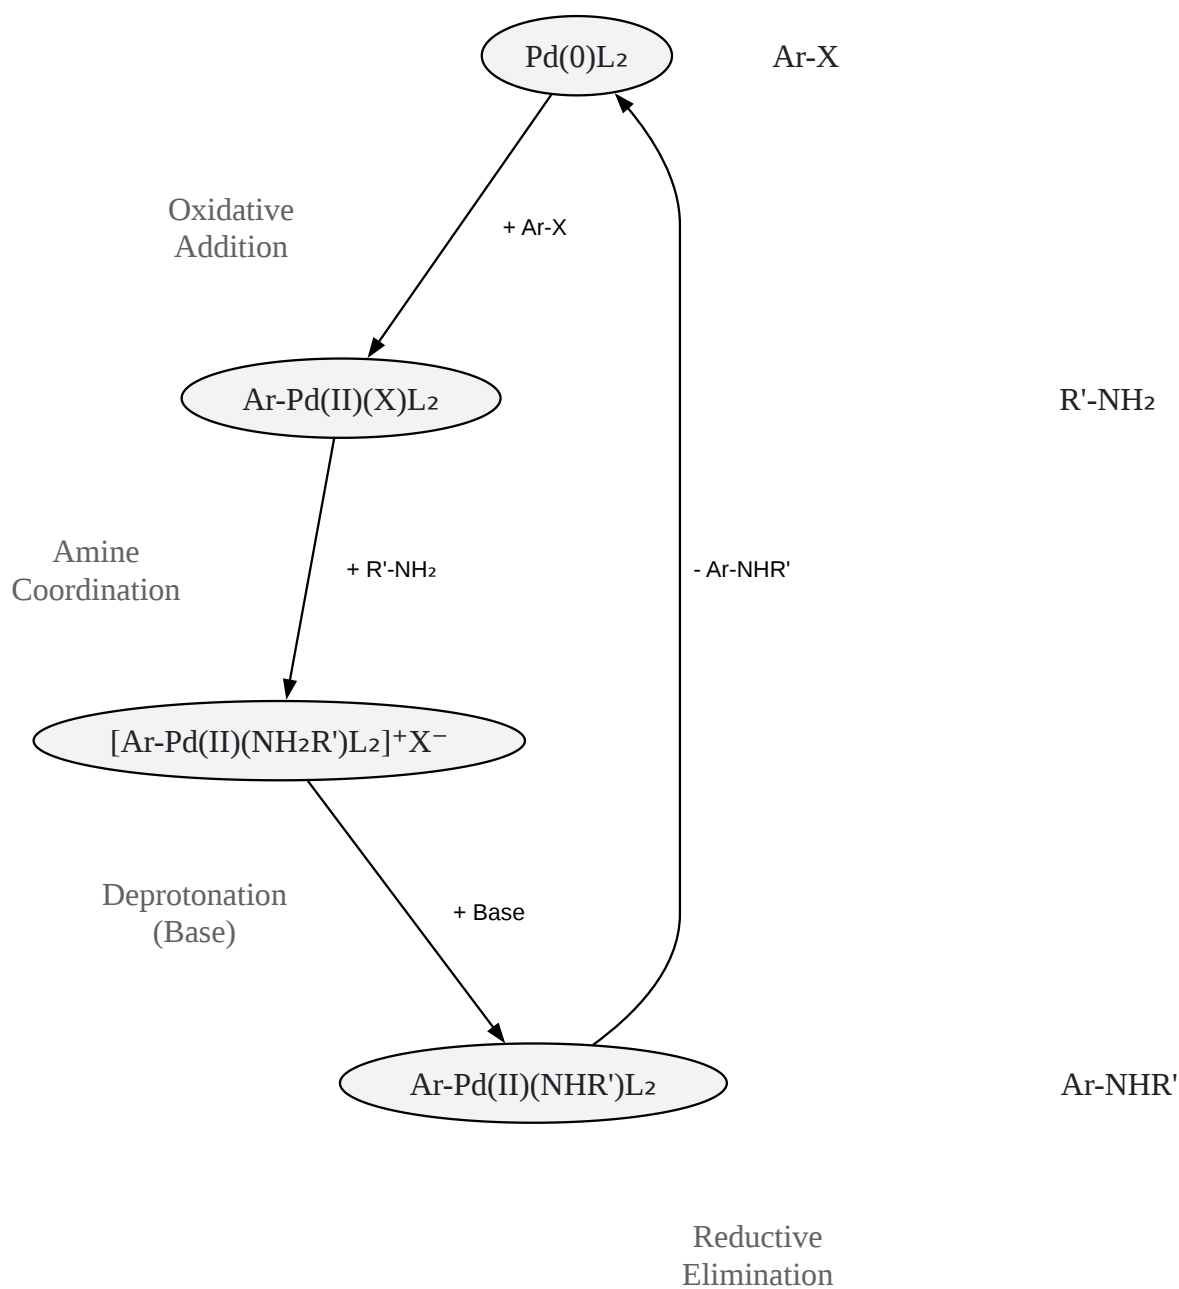 Pd(0)L₂
Ar-X
Oxidative
Addition
+ Ar-X
Ar-Pd(II)(X)L₂
R'-NH₂
Amine
Coordination
+ R'-NH₂
- Ar-NHR'
[Ar-Pd(II)(NH₂R')L₂]⁺X⁻
Deprotonation
(Base)
+ Base
Ar-Pd(II)(NHR')L₂
Ar-NHR'
Reductive
Elimination